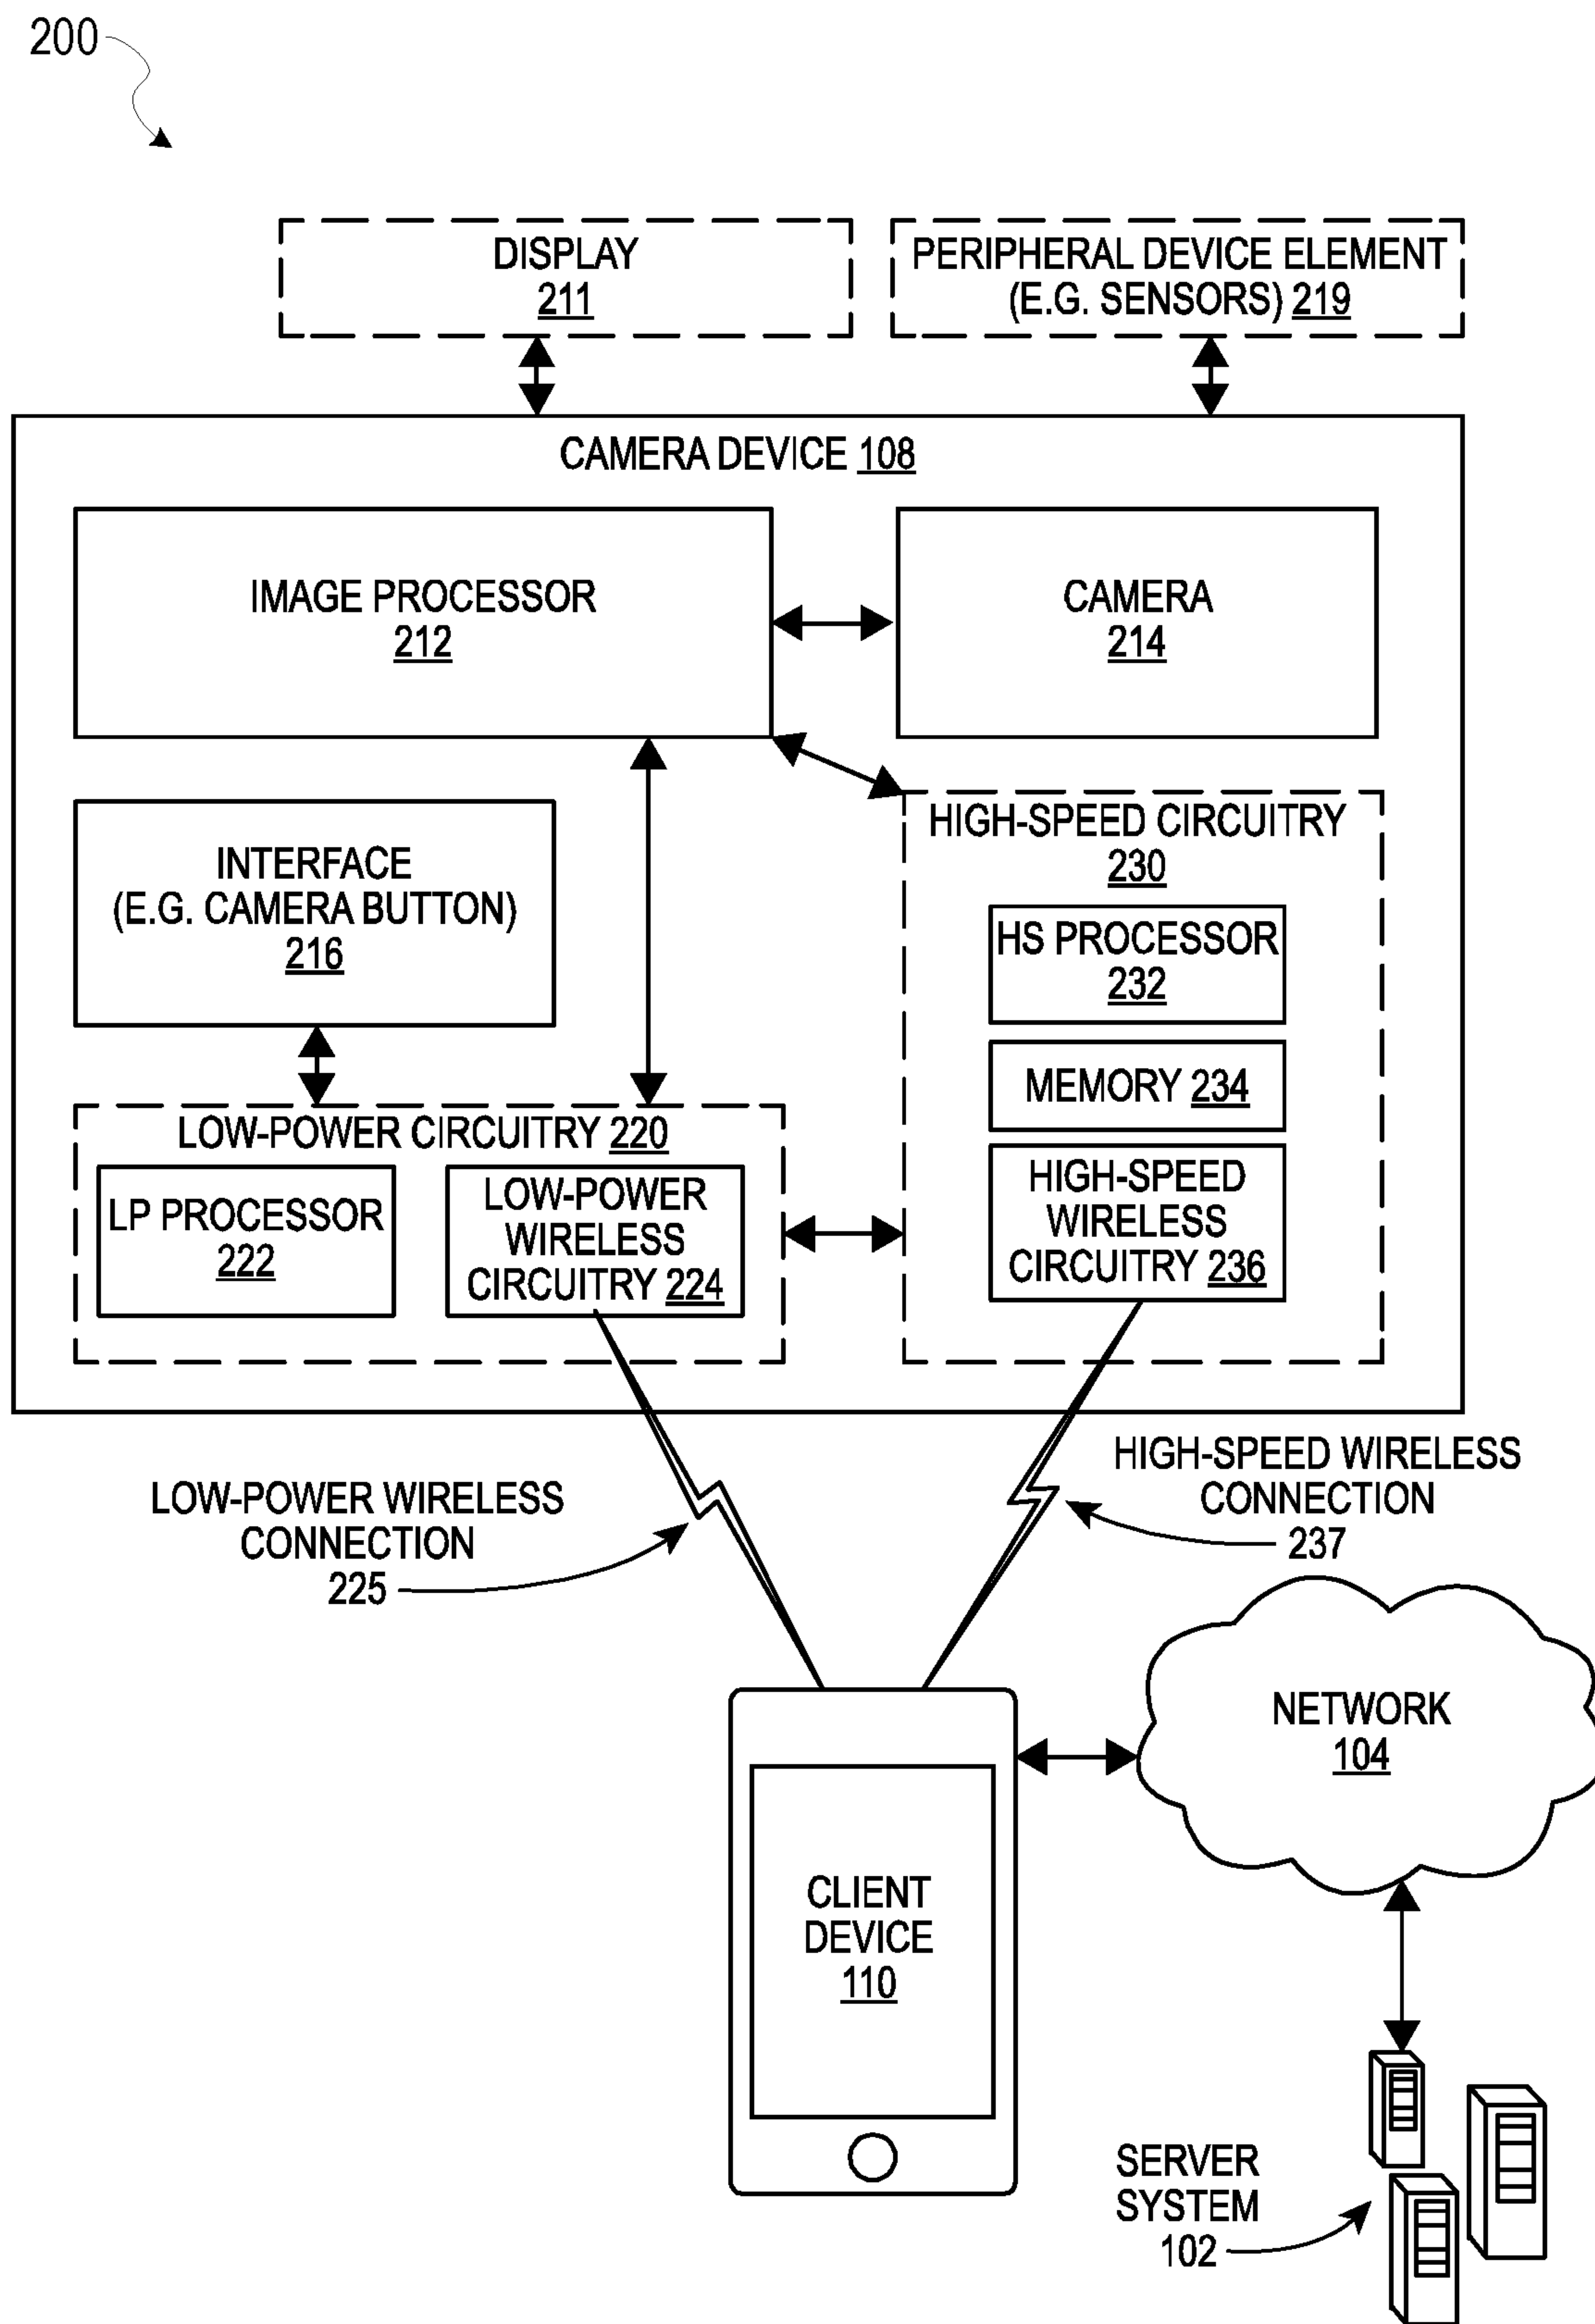 200
DISPLAY
211
PERIPHERAL DEVICE ELEMENT
(E.G. SENSORS) 219
CAMERA DEVICE 108
IMAGE PROCESSOR
212
CAMERA
214
INTERFACE
(E.G. CAMERA BUTTON)
216
HIGH-SPEED CIRCUITRY
230
HS PROCESSOR
232
MEMORY 234
HIGH-SPEED
WIRELESS
CIRCUITRY 236
LOW-POWER CIRCUITRY 220
LP PROCESSOR
222
LOW-POWER
WIRELESS
CIRCUITRY 224
LOW-POWER WIRELESS
CONNECTION
225
HIGH-SPEED WIRELESS
CONNECTION
237
NETWORK
104
CLIENT
DEVICE
110
SERVER
SYSTEM
102